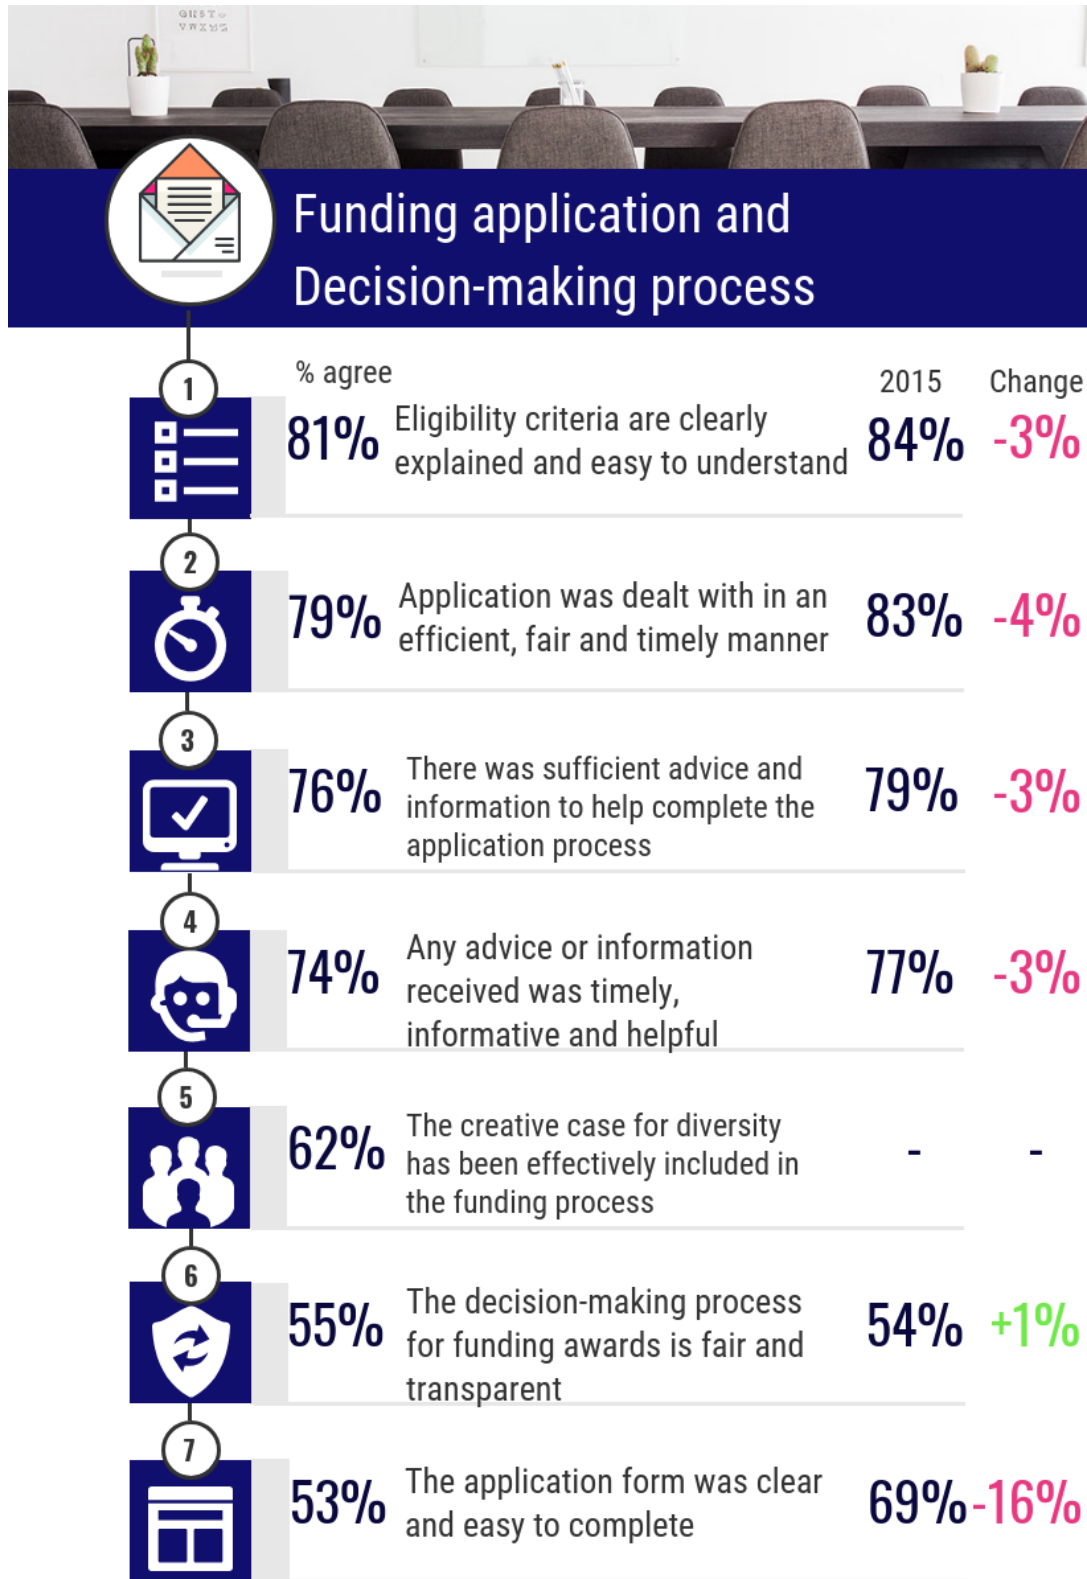 Funding application and
Decision-making process
% agree
2015 Change
1
81% Eligibility criteria are clearly
explained and easy to understand
84% -3%
2
79% Application was dealt with in an
efficient, fair and timely manner
83% -4%
3
76% There was sufficient advice and
information to help complete the
application process
79% -3%
4
74% Any advice or information
received was timely,
informative and helpful
77% -3%
5
62% The creative case for diversity
has been effectively included in
the funding process
- -
6
55% The decision-making process
for funding awards is fair and
transparent
54% +1%
7
53% The application form was clear
and easy to complete
69% -16%